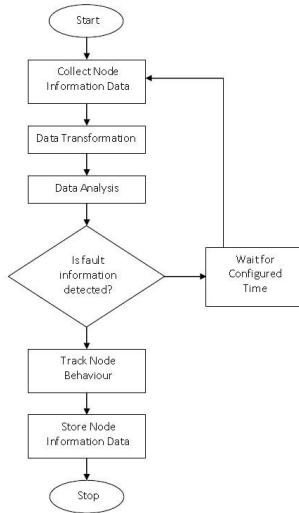 Start
Collect Node
Information Data
Data Transformation
Data Analysis
Is fault
information
detected?
Wait for
Configured
Time
Track Node
Behaviour
Store Node
Information Data
Stop